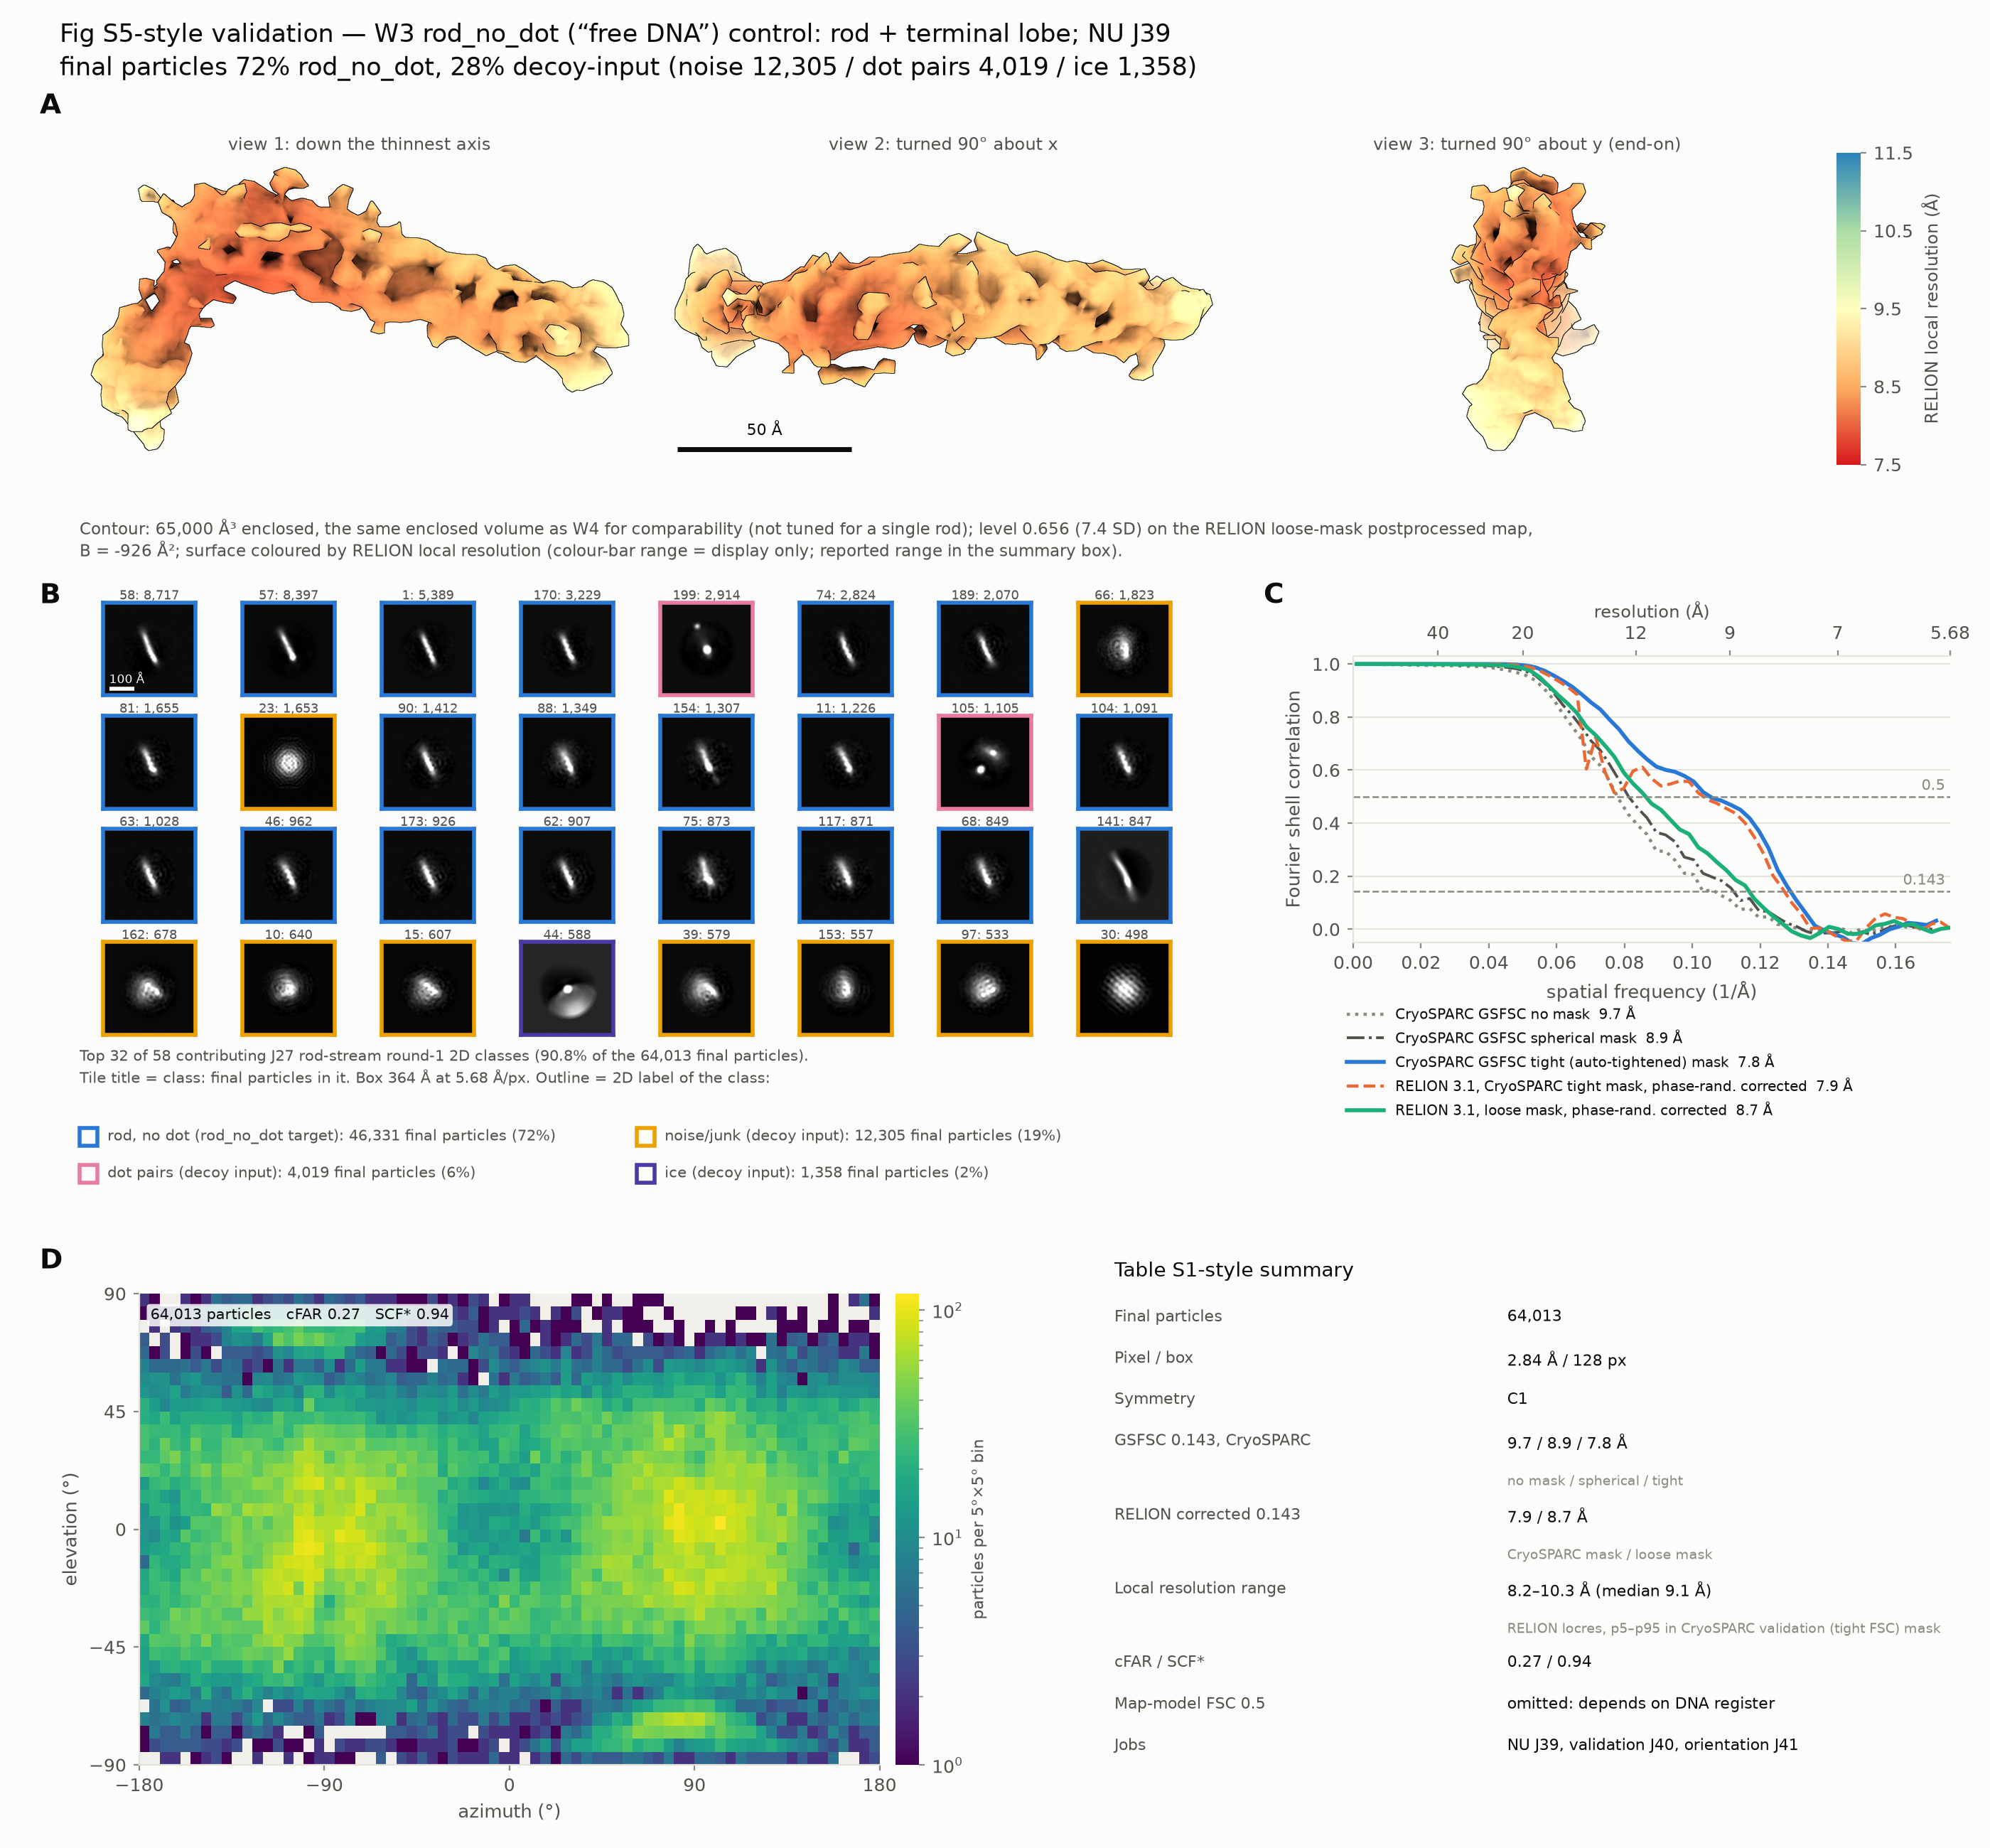 Fig S5-style validation — W3 rod_no_dot (“free DNA”) control: rod + terminal lobe; NU J39
final particles 72% rod_no_dot, 28% decoy-input (noise 12,305 / dot pairs 4,019 / ice 1,358)
A
view 1: down the thinnest axis
view 2: turned 90° about x
view 3: turned 90° about y (end-on)
50 Å
11.5
10.5
9.5
8.5
7.5
RELION local resolution (Å)
Contour: 65,000 Å³ enclosed, the same enclosed volume as W4 for comparability (not tuned for a single rod); level 0.656 (7.4 SD) on the RELION loose-mask postprocessed map,
B = -926 Å²; surface coloured by RELION local resolution (colour-bar range = display only; reported range in the summary box).
B
58: 8,717 57: 8,397 1: 5,389 170: 3,229 199: 2,914 74: 2,824 189: 2,070 66: 1,823
100 Å
81: 1,655 23: 1,653 90: 1,412 88: 1,349 154: 1,307 11: 1,226 105: 1,105 104: 1,091
63: 1,028 46: 962 173: 926 62: 907 75: 873 117: 871 68: 849 141: 847
162: 678 10: 640 15: 607 44: 588 39: 579 153: 557 97: 533 30: 498
Top 32 of 58 contributing J27 rod-stream round-1 2D classes (90.8% of the 64,013 final particles).
Tile title = class: final particles in it. Box 364 Å at 5.68 Å/px. Outline = 2D label of the class:
rod, no dot (rod_no_dot target): 46,331 final particles (72%)
noise/junk (decoy input): 12,305 final particles (19%)
dot pairs (decoy input): 4,019 final particles (6%)
ice (decoy input): 1,358 final particles (2%)
C
resolution (Å)
40 20 12 9 7 5.68
1.0
0.8
0.6
0.4
0.2
0.0
Fourier shell correlation
0.5
0.143
0.00 0.02 0.04 0.06 0.08 0.10 0.12 0.14 0.16
spatial frequency (1/Å)
CryoSPARC GSFSC no mask 9.7 Å
CryoSPARC GSFSC spherical mask 8.9 Å
CryoSPARC GSFSC tight (auto-tightened) mask 7.8 Å
RELION 3.1, CryoSPARC tight mask, phase-rand. corrected 7.9 Å
RELION 3.1, loose mask, phase-rand. corrected 8.7 Å
D
64,013 particles cFAR 0.27 SCF* 0.94
90
45
0
−45
−90
elevation (°)
−180 −90 0 90 180
azimuth (°)
10²
10¹
10⁰
particles per 5°×5° bin
Table S1-style summary
Final particles 64,013
Pixel / box 2.84 Å / 128 px
Symmetry C1
GSFSC 0.143, CryoSPARC 9.7 / 8.9 / 7.8 Å
no mask / spherical / tight
RELION corrected 0.143 7.9 / 8.7 Å
CryoSPARC mask / loose mask
Local resolution range 8.2–10.3 Å (median 9.1 Å)
RELION locres, p5–p95 in CryoSPARC validation (tight FSC) mask
cFAR / SCF* 0.27 / 0.94
Map-model FSC 0.5 omitted: depends on DNA register
Jobs NU J39, validation J40, orientation J41